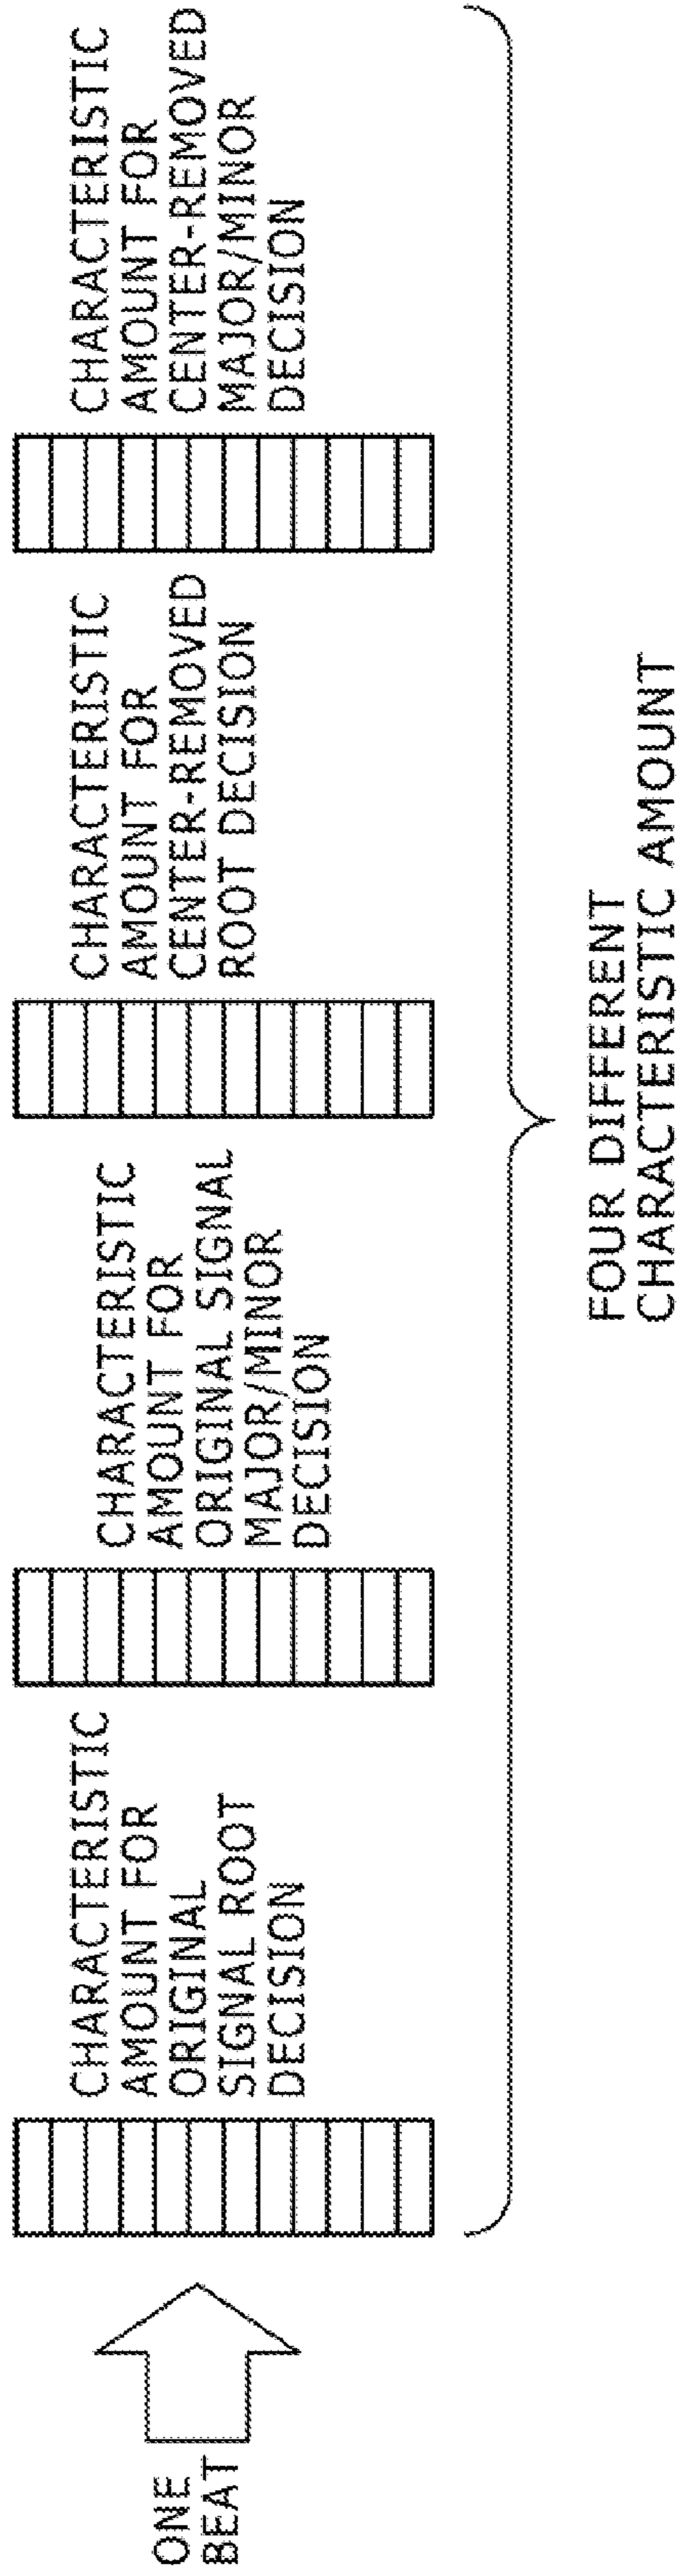 ONE
BEAT
CHARACTERISTIC
AMOUNT FOR
ORIGINAL
SIGNAL ROOT
DECISION
CHARACTERISTIC
AMOUNT FOR
ORIGINAL SIGNAL
MAJOR/MINOR
DECISION
CHARACTERISTIC
AMOUNT FOR
CENTER-REMOVED
ROOT DECISION
CHARACTERISTIC
AMOUNT FOR
CENTER-REMOVED
MAJOR/MINOR
DECISION
FOUR DIFFERENT
CHARACTERISTIC AMOUNT